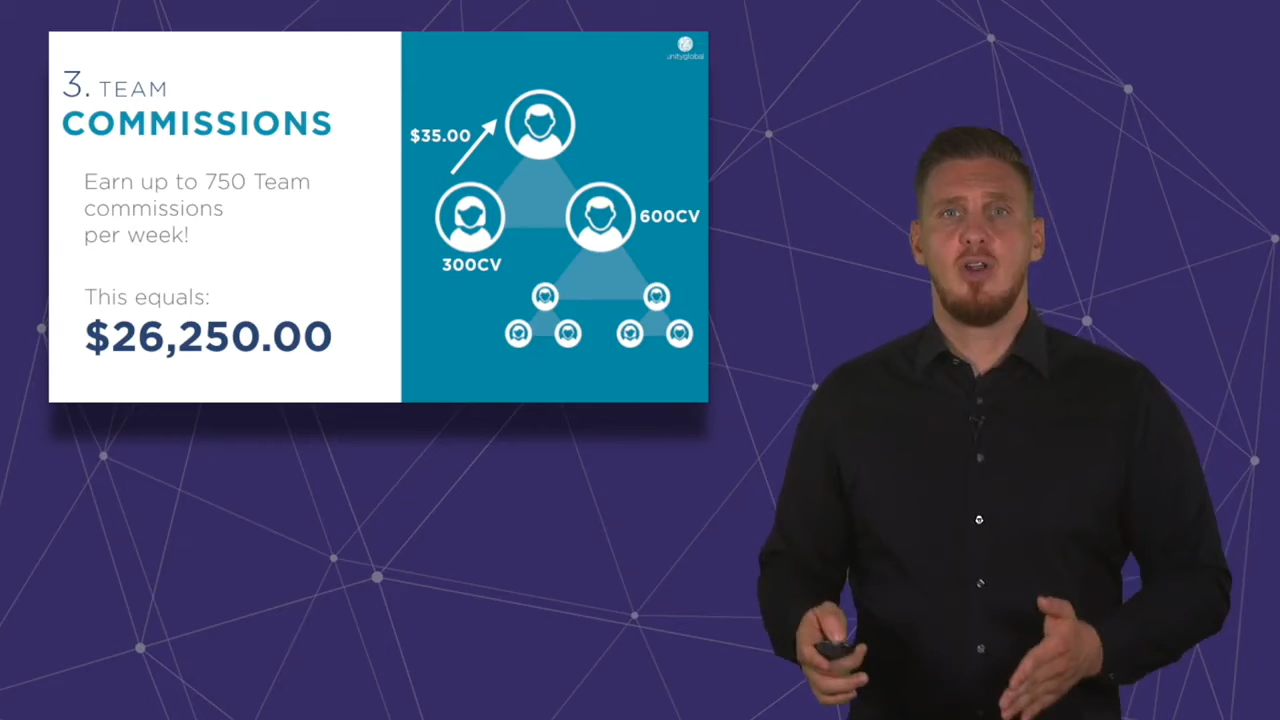 unityglobal
3. TEAM
COMMISSIONS
Earn up to 750 Team
commissions
per week!
This equals:
$26,250.00
$35.00
600CV
300CV